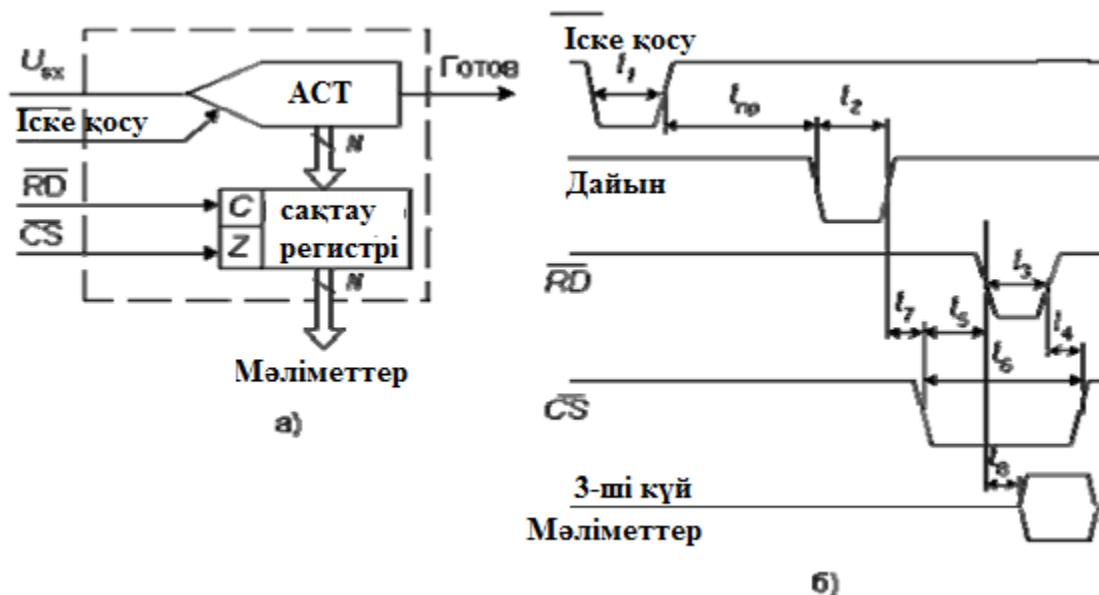 Uвх
Іске қосу
АСТ
Готов
N
RD
CS
C
Z
сақтау
регистрі
N
Мәліметтер
а)
Іске қосу
t1
tпр
t2
Дайын
RD
t3
t7
t5
t4
t6
CS
t8
3-ші күй
Мәліметтер
б)